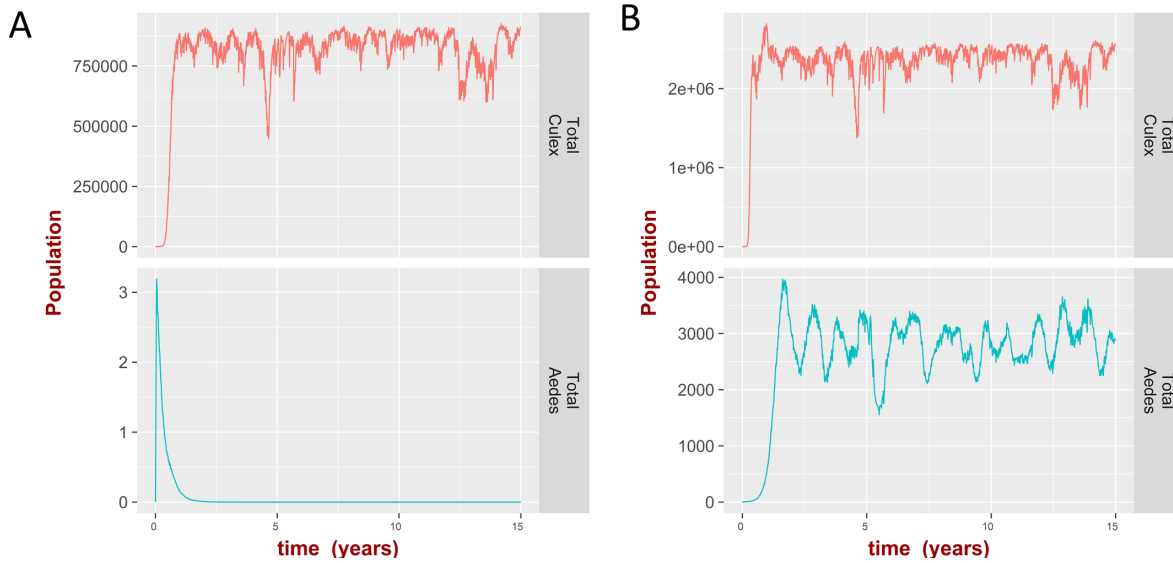 A
Population
750000
500000
250000
0
Total
Culex
3
2
1
0
Total
Aedes
0
5
10
15
time (years)
B
Population
2e+06
1e+06
0e+00
Total
Culex
4000
3000
2000
1000
0
Total
Aedes
0
5
10
15
time (years)